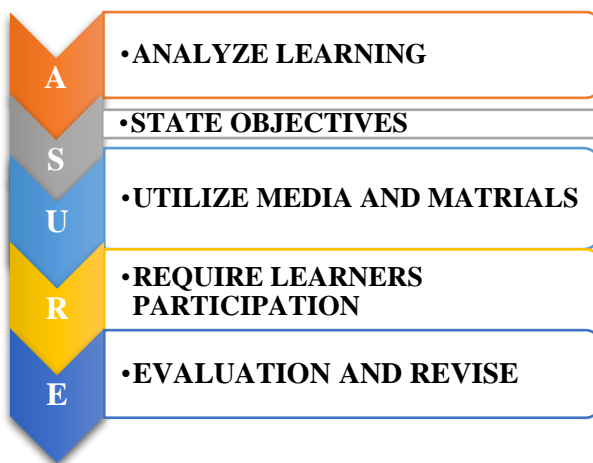 A
•ANALYZE LEARNING
S
•STATE OBJECTIVES
U
•UTILIZE MEDIA AND MATRIALS
R
•REQUIRE LEARNERS
PARTICIPATION
E
•EVALUATION AND REVISE